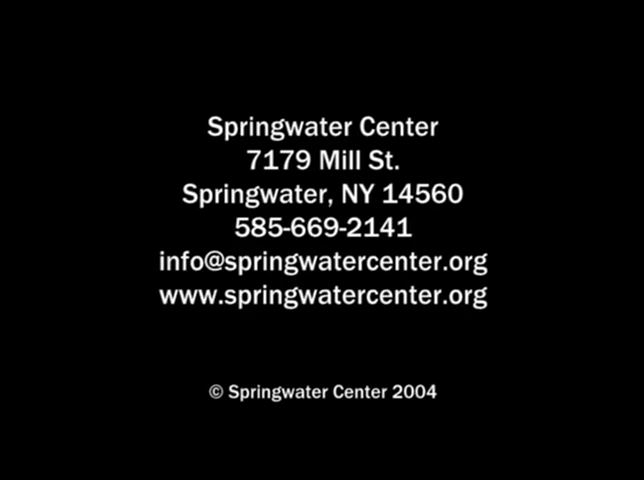 Springwater Center
7179 Mill St.
Springwater, NY 14560
585-669-2141
info@springwatercenter.org
www.springwatercenter.org
© Springwater Center 2004